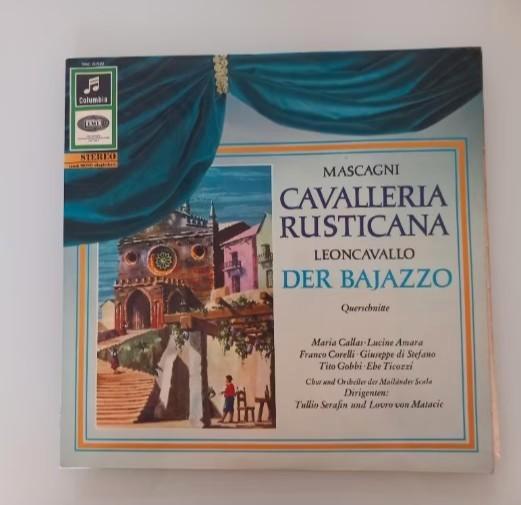 Columbia
EMI
STEREO
MASCAGNI
CAVALLERIA
RUSTICANA
LEONCAVALLO
DER BAJAZZO
Querschnitte
Maria Callas · Lucine Amara
Franco Corelli · Giuseppe di Stefano
Tito Gobbi · Ebe Ticozzi
Chor und Orchester der Mailänder Scala
Dirigenten:
Tullio Serafin und Lovro von Matacic